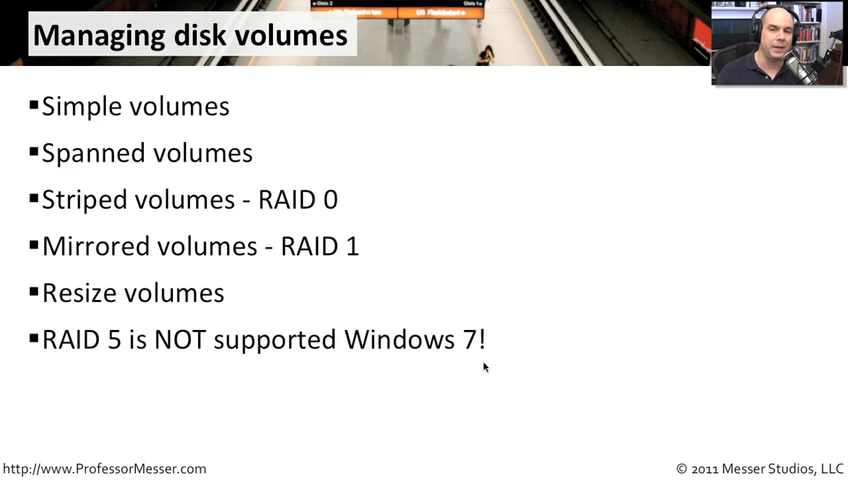 Managing disk volumes
▪Simple volumes
▪Spanned volumes
▪Striped volumes - RAID 0
▪Mirrored volumes - RAID 1
▪Resize volumes
▪RAID 5 is NOT supported Windows 7!
http://www.ProfessorMesser.com
© 2011 Messer Studios, LLC